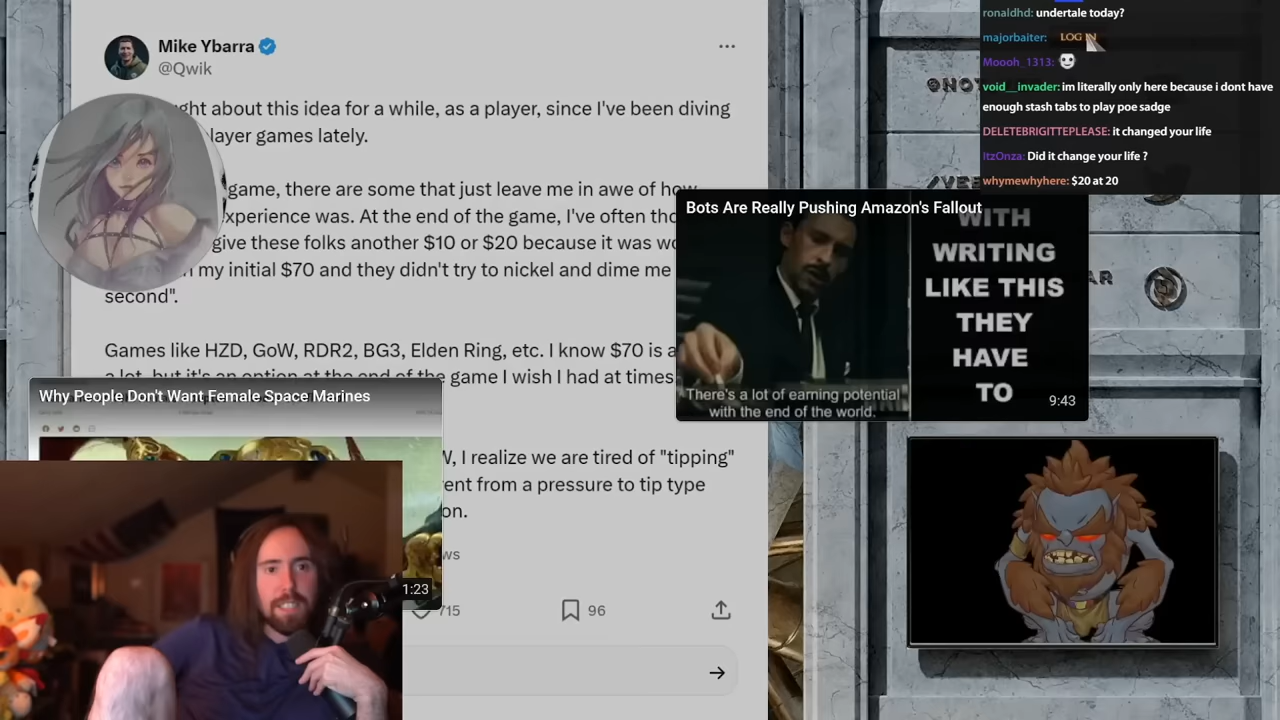 Mike Ybarra
@Qwik
ght about this idea for a while, as a player, since I've been diving
layer games lately.
game, there are some that just leave me in awe of how
xperience was. At the end of the game, I've often tho
give these folks another $10 or $20 because it was wo
my initial $70 and they didn't try to nickel and dime me
second".
Games like HZD, GoW, RDR2, BG3, Elden Ring, etc. I know $70 is a
a lot, but it's an option at the end of the game I wish I had at times.
W, I realize we are tired of "tipping"
ent from a pressure to tip type
on.
ws
715
96
Why People Don't Want Female Space Marines
1:23
Bots Are Really Pushing Amazon's Fallout
There's a lot of earning potential
with the end of the world.
WITH
WRITING
LIKE THIS
THEY
HAVE
TO
9:43
ronaldhd: undertale today?
majorbaiter: LOG IN
Moooh_1313:
void__invader: im literally only here because i dont have
enough stash tabs to play poe sadge
DELETEBRIGITTEPLEASE: it changed your life
ItzOnza: Did it change your life ?
whymewhyhere: $20 at 20